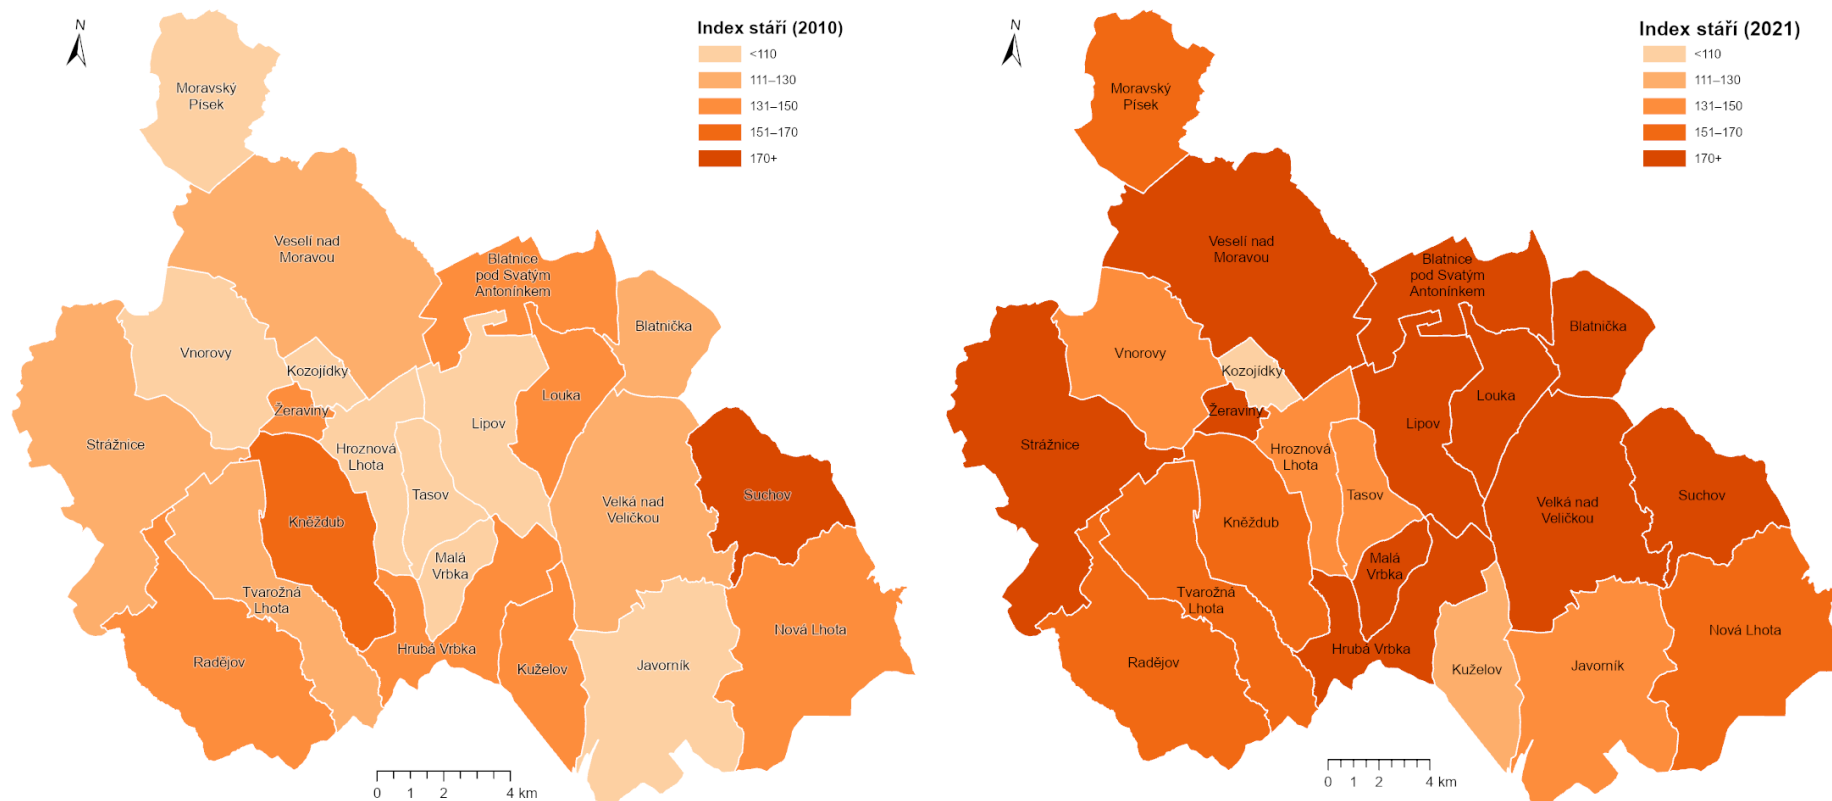 N
Index stáří (2010)
<110
111–130
131–150
151–170
170+
Moravský
Písek
Veselí nad
Moravou
Blatnice
pod Svatým
Antonínkem
Blatnička
Vnorovy
Kozojídky
Žeraviny
Louka
Lipov
Strážnice
Hroznová
Lhota
Tasov
Suchov
Velká nad
Veličkou
Kněždub
Malá
Vrbka
Tvarožná
Lhota
Nová Lhota
Hrubá Vrbka
Radějov
Kuželov
Javorník
0 1 2 4 km
N
Index stáří (2021)
<110
111–130
131–150
151–170
170+
Moravský
Písek
Veselí nad
Moravou
Blatnice
pod Svatým
Antonínkem
Blatnička
Vnorovy
Kozojídky
Žeraviny
Louka
Lipov
Strážnice
Hroznová
Lhota
Tasov
Suchov
Velká nad
Veličkou
Kněždub
Malá
Vrbka
Tvarožná
Lhota
Nová Lhota
Hrubá Vrbka
Radějov
Kuželov
Javorník
0 1 2 4 km